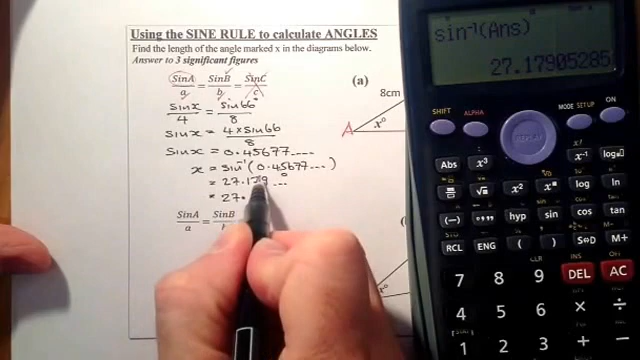 Using the SINE RULE to calculate ANGLES
Find the length of the angle marked x in the diagrams below.
Answer to 3 significant figures
SinA/a = SinB/b = SinC/c
(a)
sinx/4 = sin66°/8
8cm
sinx = 4×sin66/8
A x°
sinx = 0.45677....
x = sin⁻¹(0.45677...)
= 27.179...°
= 27.
SinA/a = SinB
x°
sin⁻¹(Ans)
27.17905285
SHIFT ALPHA MODE SETUP ON
Abs x³ x⁻¹ log□
x² log
sin cos tan
RCL ENG ( ) S⇔D M+
7 8 9 DEL AC
4 5 6 × ÷
1 2 3 + −